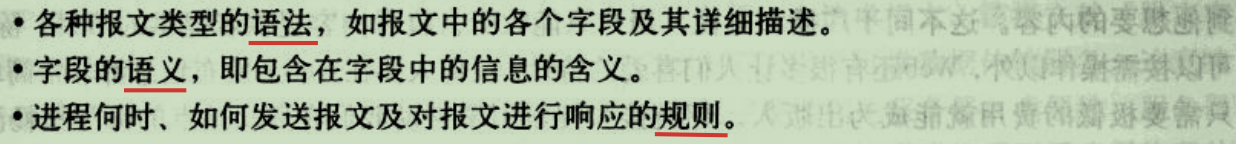 • 各种报文类型的语法，如报文中的各个字段及其详细描述。
• 字段的语义，即包含在字段中的信息的含义。
• 进程何时、如何发送报文及对报文进行响应的规则。